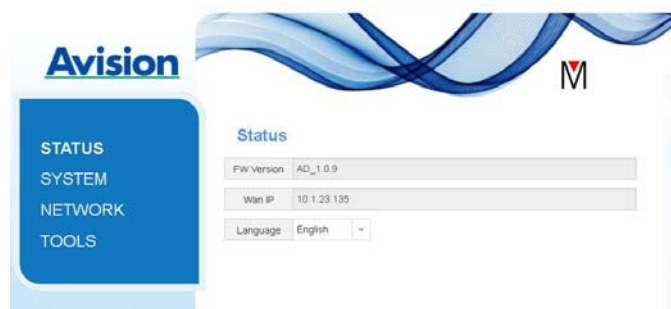 Avision
M
STATUS
SYSTEM
NETWORK
TOOLS
Status
FW Version AD_1.0.9
Wan IP 10.1.23.135
Language English